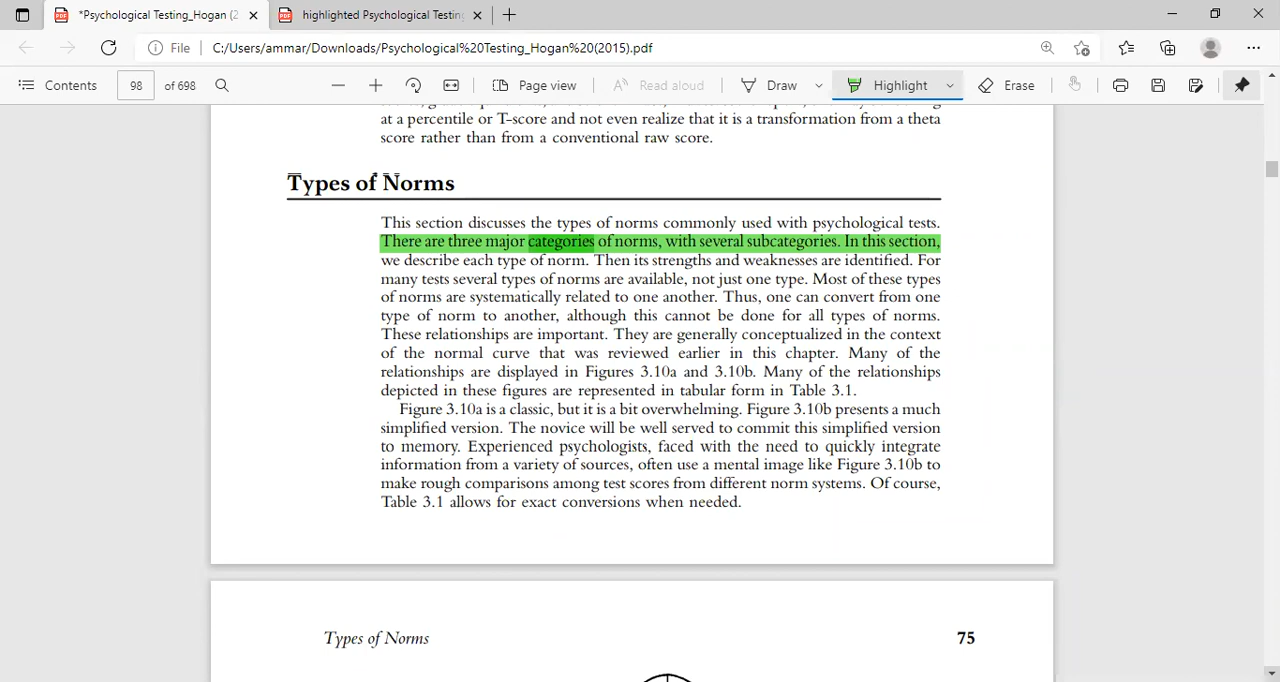 *Psychological Testing_Hogan (2
highlighted Psychological Testing
File
C:/Users/ammar/Downloads/Psychological%20Testing_Hogan%20(2015).pdf
Contents
98
of 698
Page view
Read aloud
Draw
Highlight
Erase
at a percentile or T-score and not even realize that it is a transformation from a theta
score rather than from a conventional raw score.
Types of Norms
This section discusses the types of norms commonly used with psychological tests.
There are three major categories of norms, with several subcategories. In this section,
we describe each type of norm. Then its strengths and weaknesses are identified. For
many tests several types of norms are available, not just one type. Most of these types
of norms are systematically related to one another. Thus, one can convert from one
type of norm to another, although this cannot be done for all types of norms.
These relationships are important. They are generally conceptualized in the context
of the normal curve that was reviewed earlier in this chapter. Many of the
relationships are displayed in Figures 3.10a and 3.10b. Many of the relationships
depicted in these figures are represented in tabular form in Table 3.1.
Figure 3.10a is a classic, but it is a bit overwhelming. Figure 3.10b presents a much
simplified version. The novice will be well served to commit this simplified version
to memory. Experienced psychologists, faced with the need to quickly integrate
information from a variety of sources, often use a mental image like Figure 3.10b to
make rough comparisons among test scores from different norm systems. Of course,
Table 3.1 allows for exact conversions when needed.
Types of Norms
75